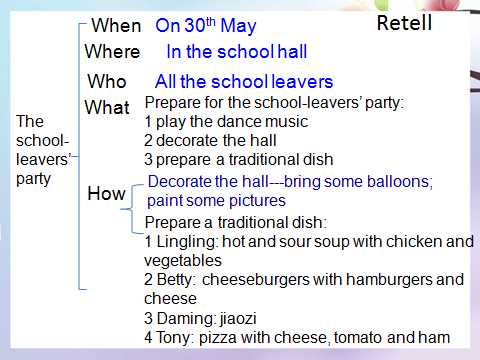 Retell
When On 30th May
Where In the school hall
Who All the school leavers
What Prepare for the school-leavers' party:
1 play the dance music
2 decorate the hall
3 prepare a traditional dish
The
school-
leavers'
party
How Decorate the hall---bring some balloons;
paint some pictures
Prepare a traditional dish:
1 Lingling: hot and sour soup with chicken and
vegetables
2 Betty: cheeseburgers with hamburgers and
cheese
3 Daming: jiaozi
4 Tony: pizza with cheese, tomato and ham